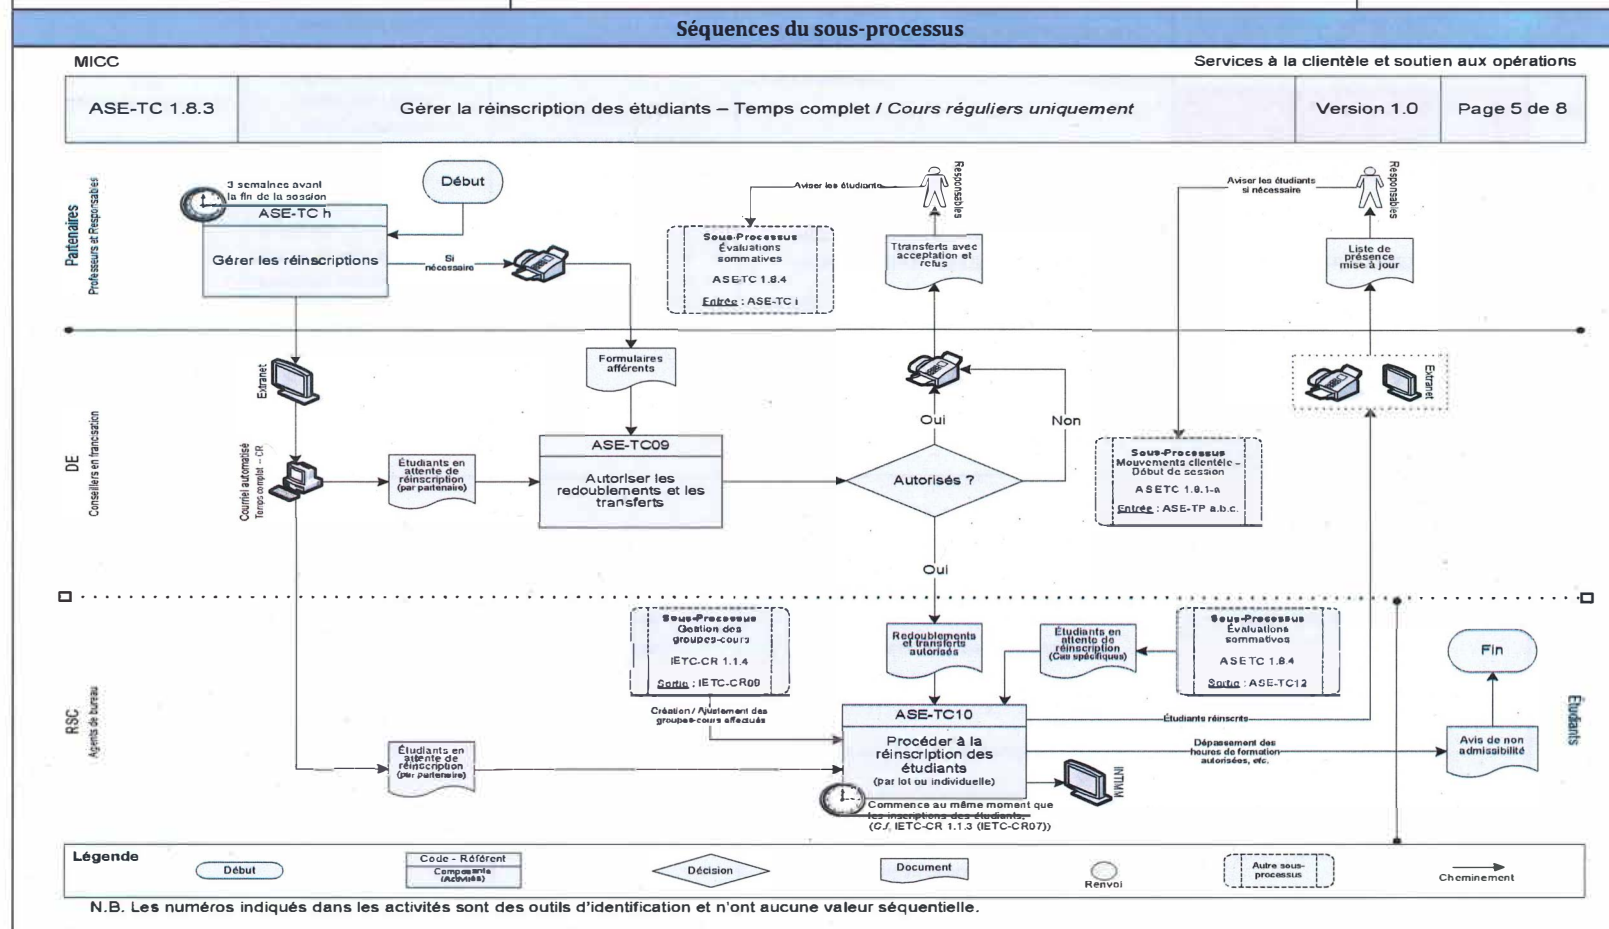 Séquences du sous-processus
MICC
Services à la clientèle et soutien aux opérations
ASE-TC 1.8.3
Gérer la réinscription des étudiants – Temps complet / Cours réguliers uniquement
Version 1.0
Page 5 de 8
Partenaires
Professeurs et Responsables
3 semaines avant
la fin de la session
Début
ASE-TC h
Gérer les réinscriptions
Si
nécessaire
Aviser les étudiants
Responsables
Sous-Processus
Évaluations
sommatives
ASETC 1.8.4
Entrée : ASE-TC i
Ttransferts avec
acceptation et
refus
Aviser les étudiants
si nécessaire
Responsables
Liste de
présence
mise à jour
DE
Conseillers en francisation
Extranet
Formulaires
afférents
Extranet
Oui
Non
Courriel automatisé
Temps complet – CR
Étudiants en
attente de
réinscription
(par partenaire)
ASE-TC09
Autoriser les
redoublements et les
transferts
Autorisés ?
Sous-Processus
Mouvements clientèle –
Début de session
ASETC 1.8.1-a
Entrée : ASE-TP a.b.c.
Oui
RSC
Agents de bureau
Étudiants
Sous-Processus
Gestion des
groupes-cours
IETC-CR 1.1.4
Sortie : IETC-CR09
Création / Ajustement des
groupes-cours effectués
Redoublements
et transferts
autorisés
Étudiants en
attente de
réinscription
(Cas spécifiques)
Sous-Processus
Évaluations
sommatives
ASETC 1.8.4
Sortie : ASE-TC12
Fin
ASE-TC10
Procéder à la
réinscription des
étudiants
(par lot ou individuelle)
Étudiants réinscrits
Dépassement des
heures de formation
autorisées, etc.
Avis de non
admissibilité
Étudiants en
attente de
réinscription
(par partenaire)
INTIMM
Commence au même moment que
les inscriptions des étudiants.
(C.f. IETC-CR 1.1.3 (IETC-CR07))
Légende
Début
Code - Référent
Composante
(Activités)
Décision
Document
Renvoi
Autre sous-
processus
Cheminement
N.B. Les numéros indiqués dans les activités sont des outils d'identification et n'ont aucune valeur séquentielle.